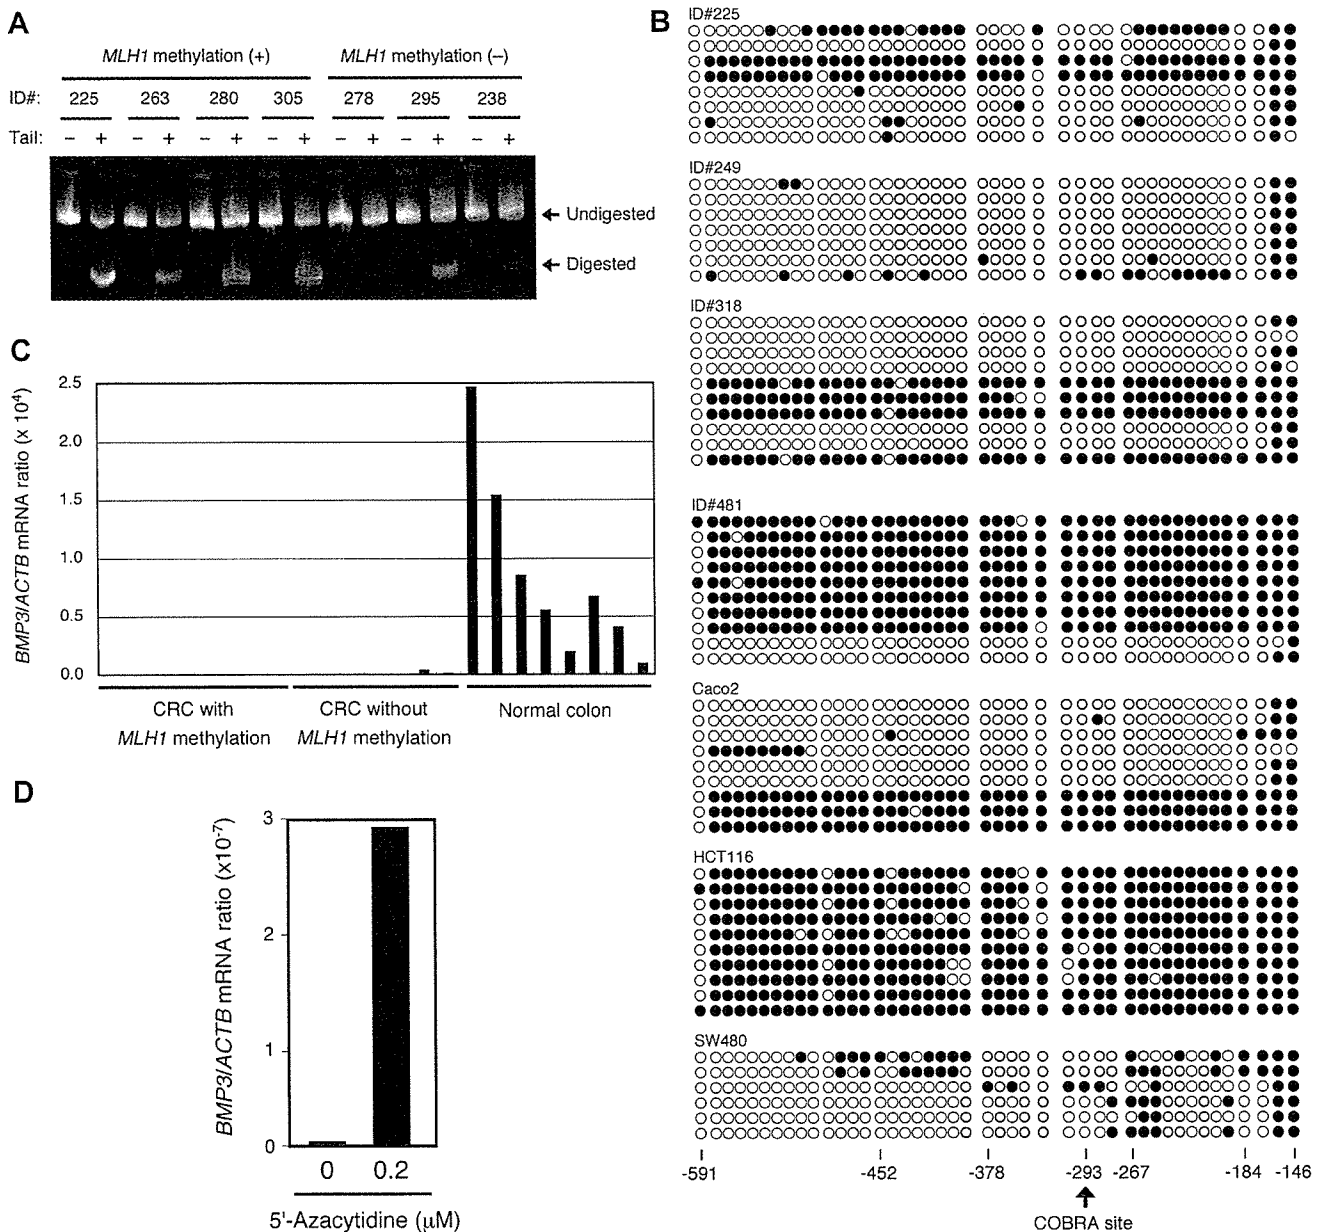 A
MLH1 methylation (+) MLH1 methylation (–)
ID#: 225 263 280 305 278 295 238
Tail: – + – + – + – + – + – + – +
Undigested
Digested
B
ID#225
ID#249
ID#318
ID#481
Caco2
HCT116
SW480
-591 -452 -378 -293 -267 -184 -146
COBRA site
C
BMP3/ACTB mRNA ratio (x 10⁴)
2.5
2.0
1.5
1.0
0.5
0.0
CRC with
MLH1 methylation
CRC without
MLH1 methylation
Normal colon
D
BMP3/ACTB mRNA ratio (x10⁻⁷)
3
2
1
0
0 0.2
5'-Azacytidine (μM)